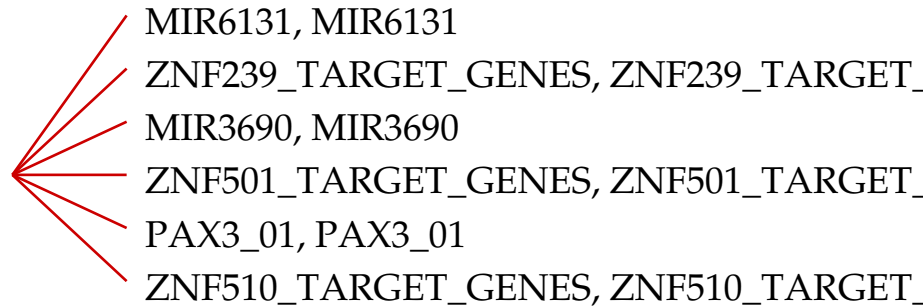 MIR6131, MIR6131
ZNF239_TARGET_GENES, ZNF239_TARGET_
MIR3690, MIR3690
ZNF501_TARGET_GENES, ZNF501_TARGET_
PAX3_01, PAX3_01
ZNF510_TARGET_GENES, ZNF510_TARGET_